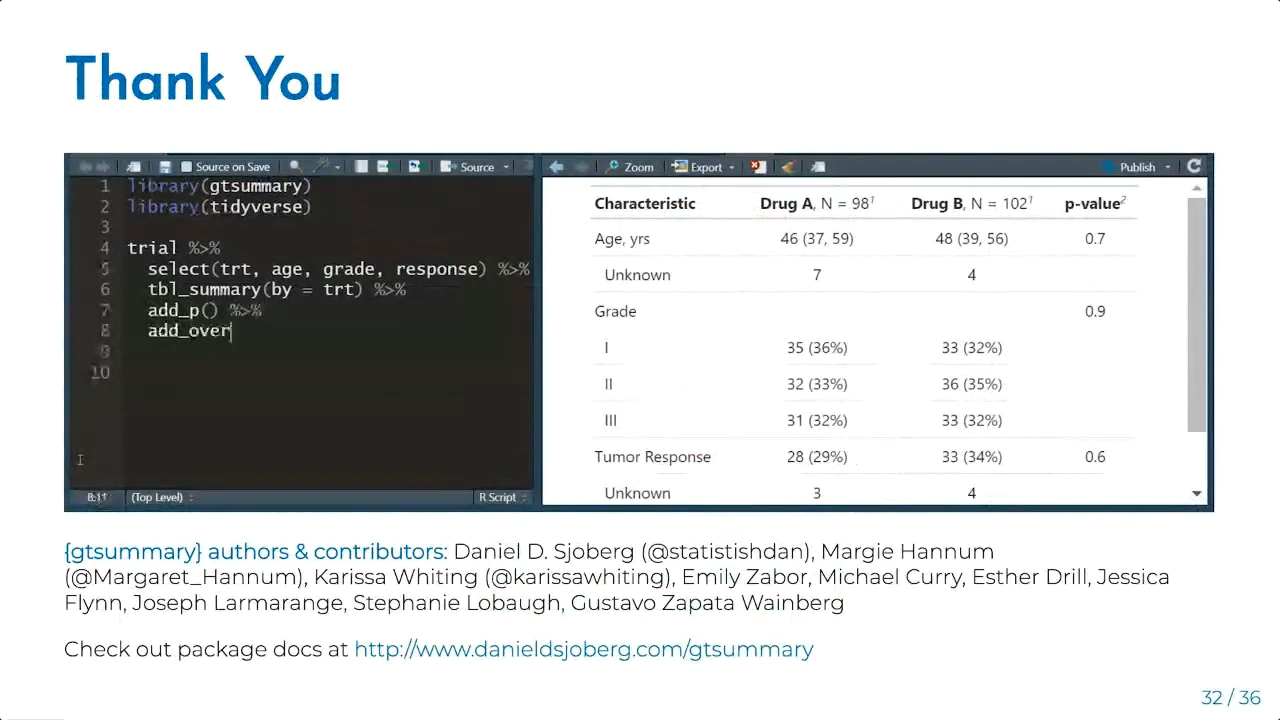 Thank You
Source on Save
Source
1 library(gtsummary)
2 library(tidyverse)
3
4 trial %>%
5 select(trt, age, grade, response) %>%
6 tbl_summary(by = trt) %>%
7 add_p() %>%
8 add_over
9
10
8:11 (Top Level) R Script
Zoom Export Publish
Characteristic Drug A, N = 98¹ Drug B, N = 102¹ p-value²
Age, yrs 46 (37, 59) 48 (39, 56) 0.7
Unknown 7 4
Grade 0.9
I 35 (36%) 33 (32%)
II 32 (33%) 36 (35%)
III 31 (32%) 33 (32%)
Tumor Response 28 (29%) 33 (34%) 0.6
Unknown 3 4
{gtsummary} authors & contributors: Daniel D. Sjoberg (@statistishdan), Margie Hannum
(@Margaret_Hannum), Karissa Whiting (@karissawhiting), Emily Zabor, Michael Curry, Esther Drill, Jessica
Flynn, Joseph Larmarange, Stephanie Lobaugh, Gustavo Zapata Wainberg
Check out package docs at http://www.danieldsjoberg.com/gtsummary
32 / 36